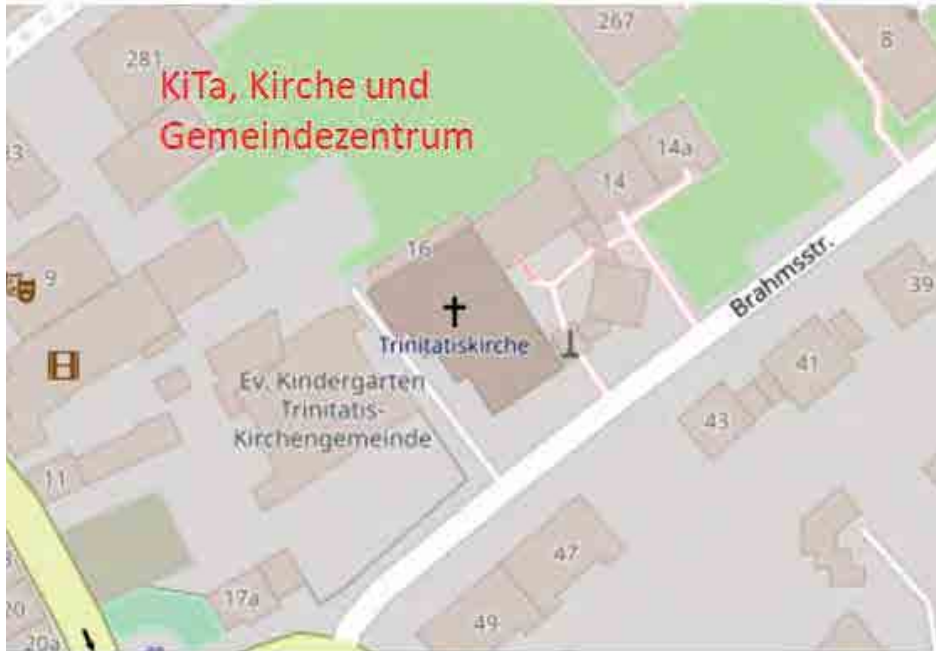 267
8
281
KiTa, Kirche und
Gemeindezentrum
14a
14
16
9
Brahmsstr.
39
Trinitatiskirche
41
Ev. Kindergarten
Trinitatis-
Kirchengemeinde
43
11
47
17a
49
20a